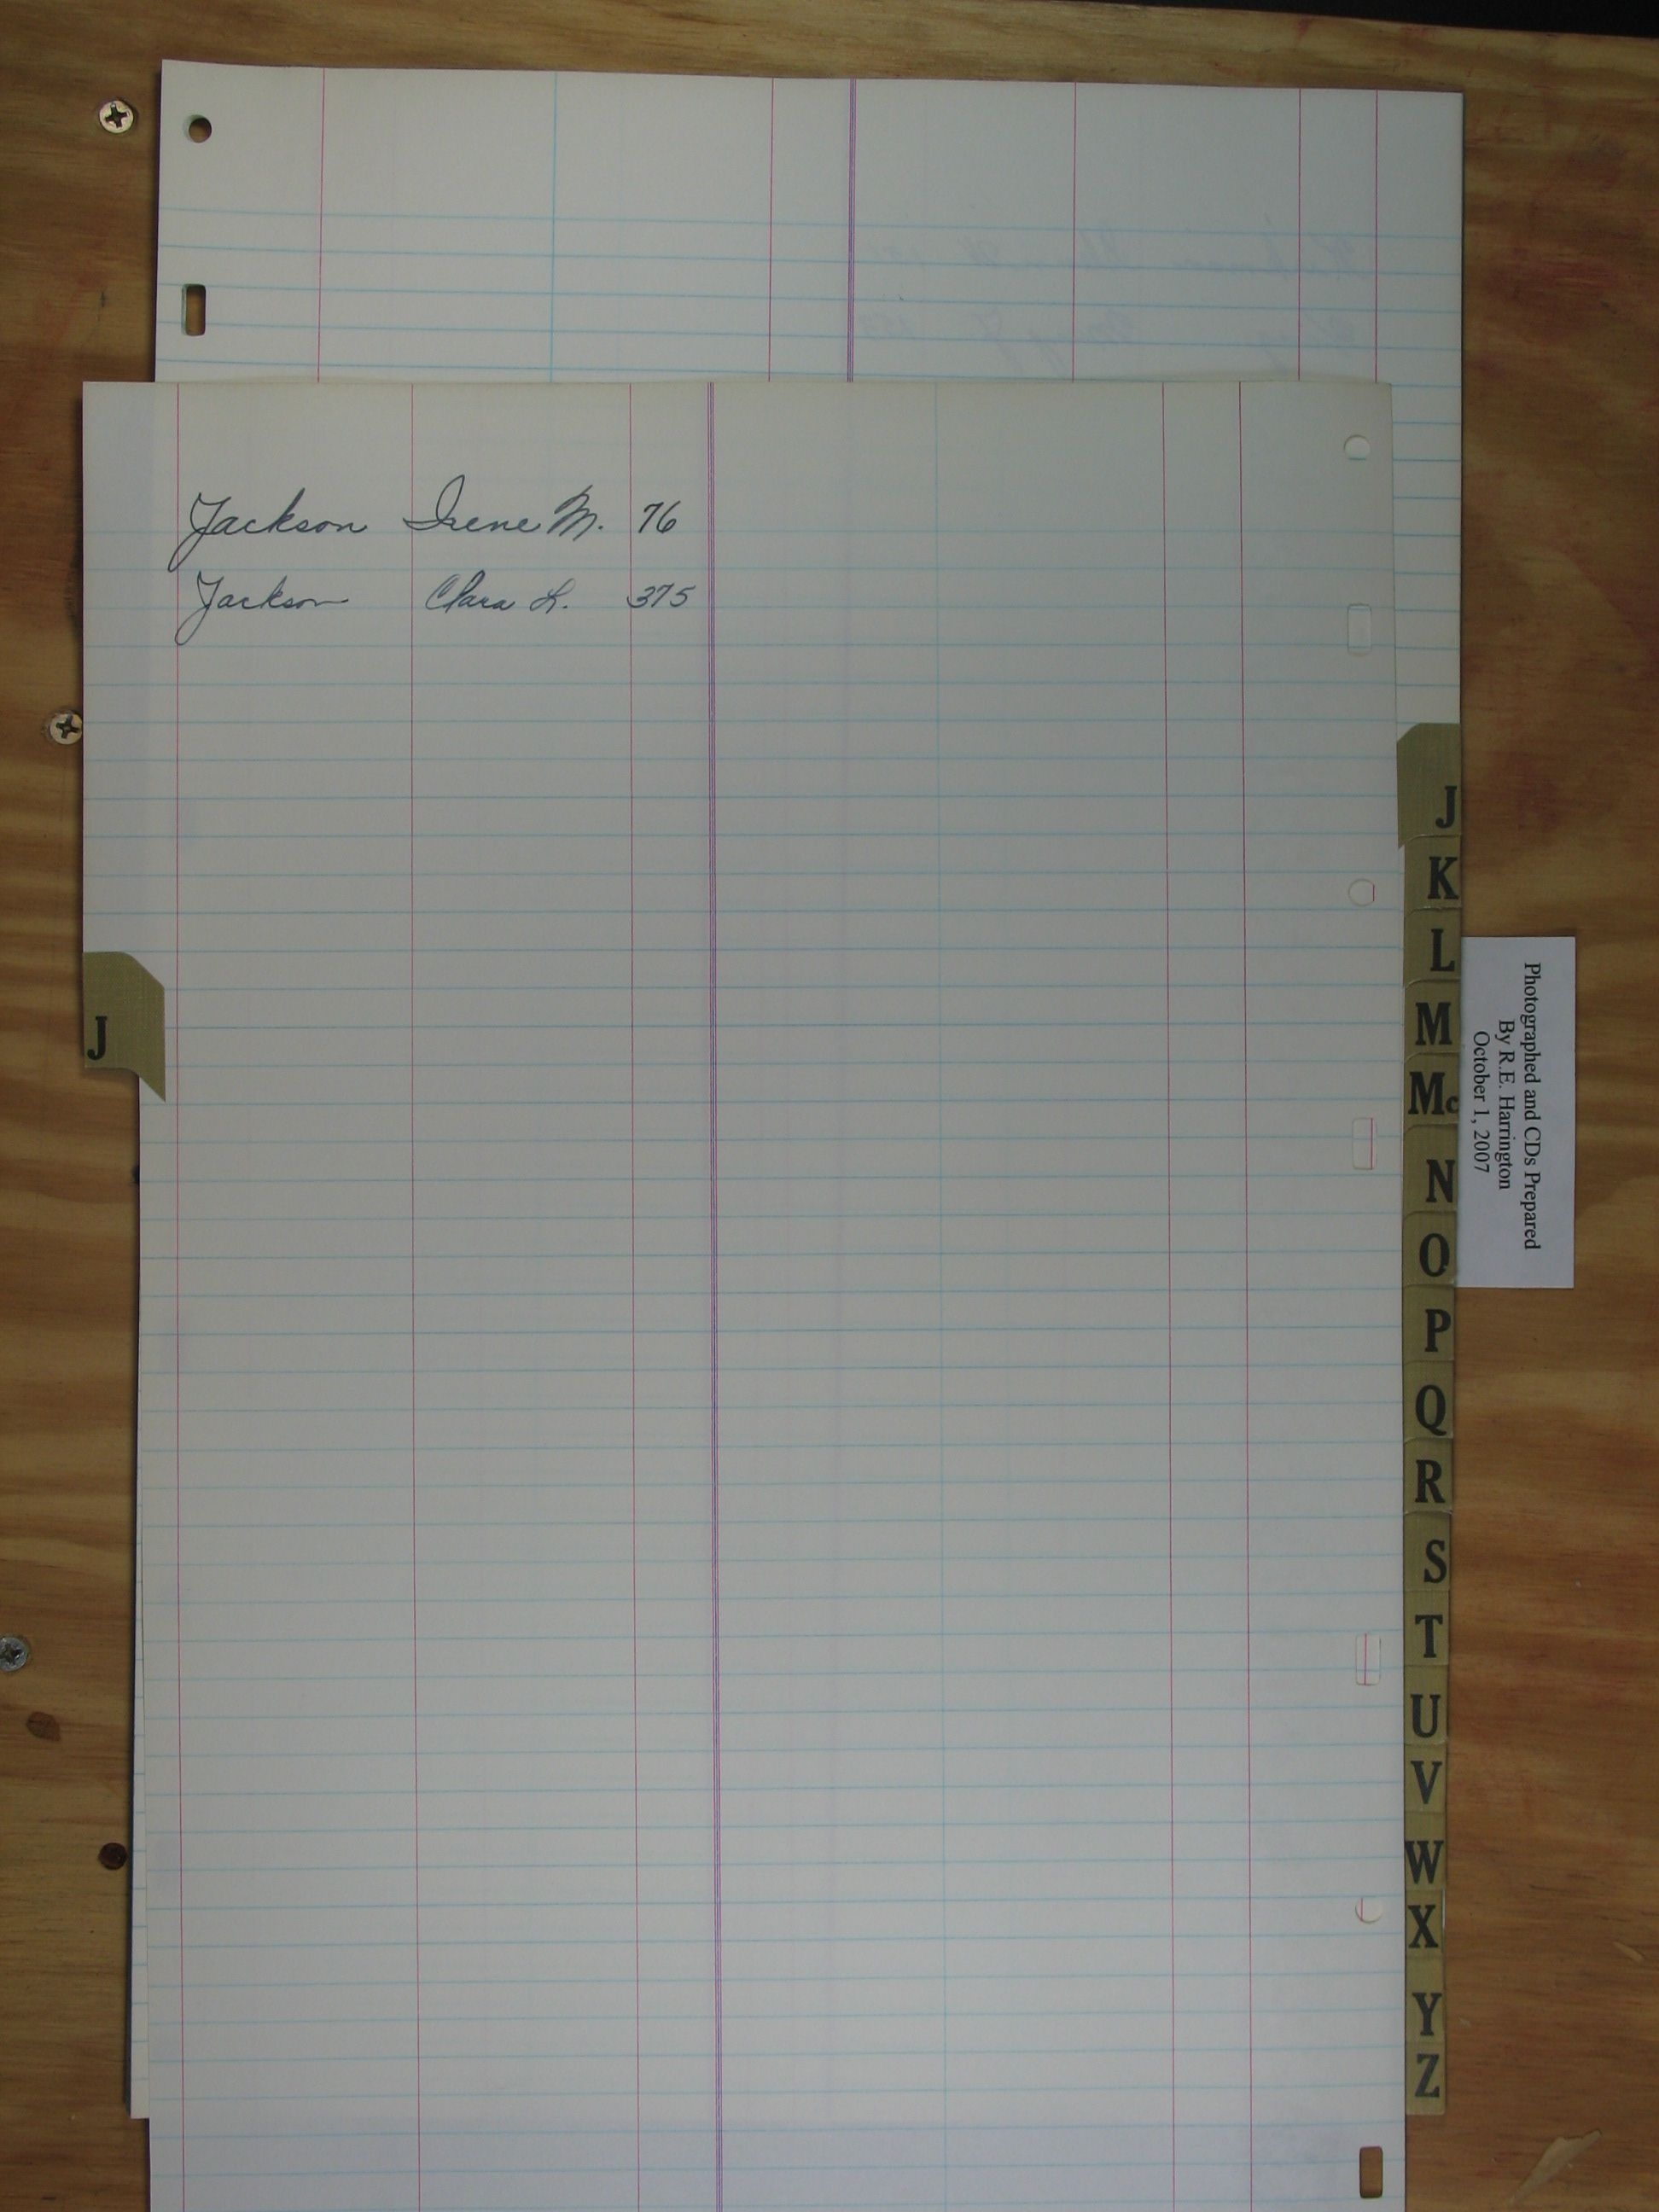 Jackson Irene M. 76
Jackson Clara L. 375
J
J
K
L
M
Mc
N
O
P
Q
R
S
T
U
V
W
X
Y
Z
Photographed and CDs Prepared
By R.E. Harrington
October 1, 2007